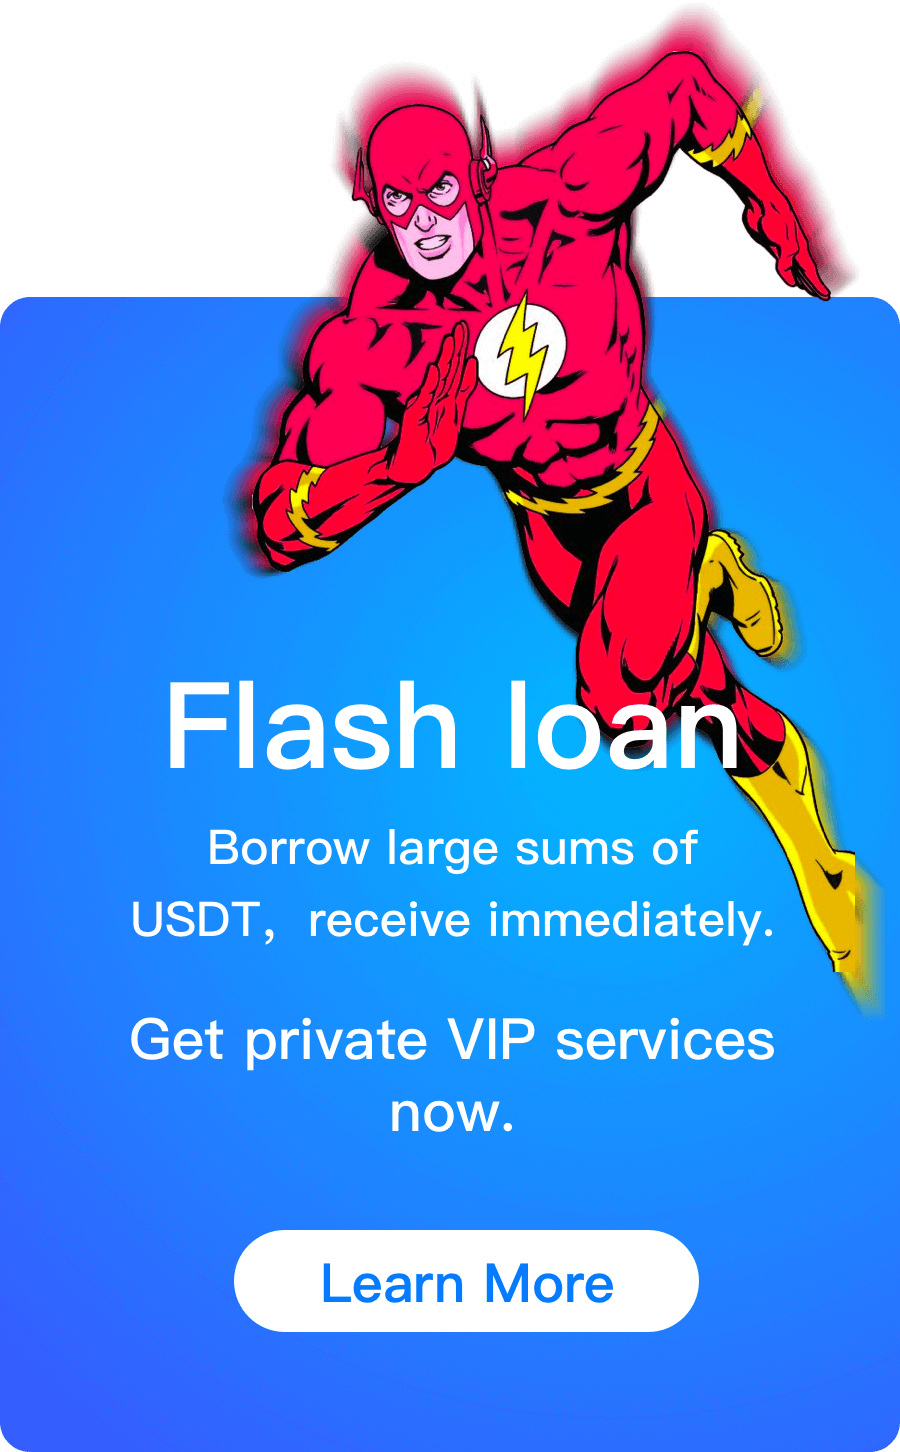 Flash loan
Borrow large sums of
USDT，receive immediately.
Get private VIP services
now.
Learn More